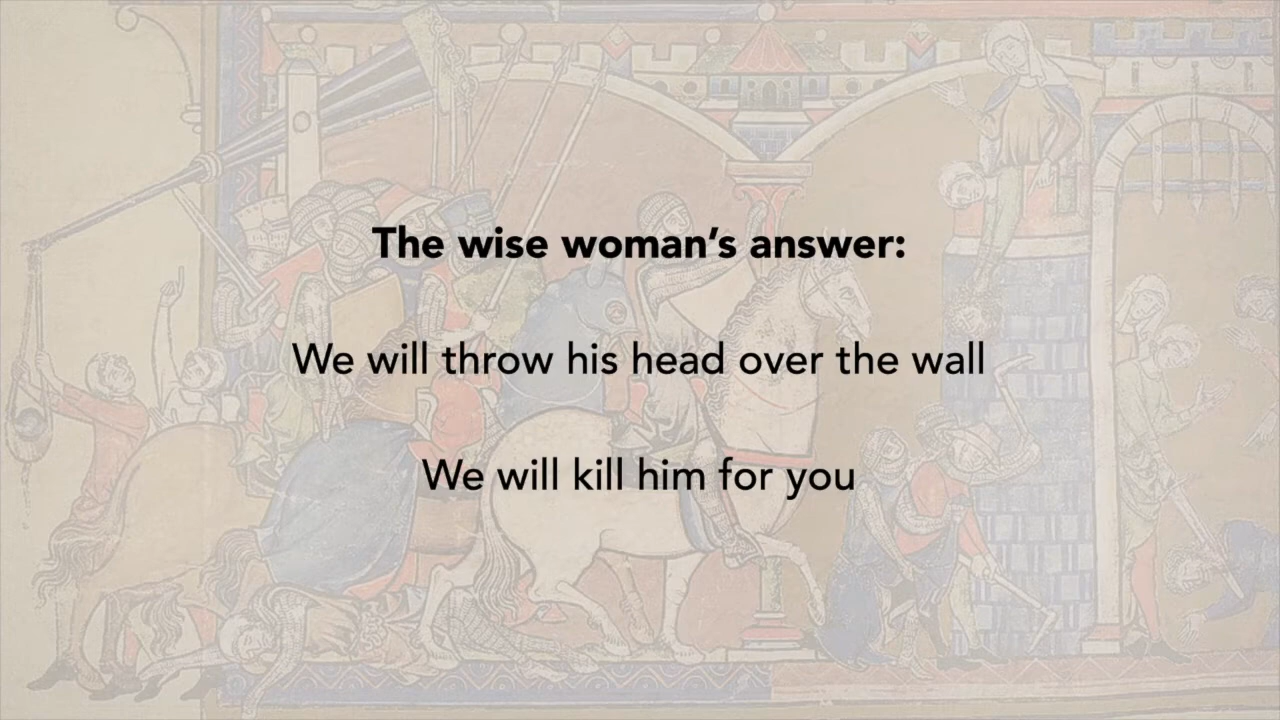 The wise woman’s answer:
We will throw his head over the wall
We will kill him for you